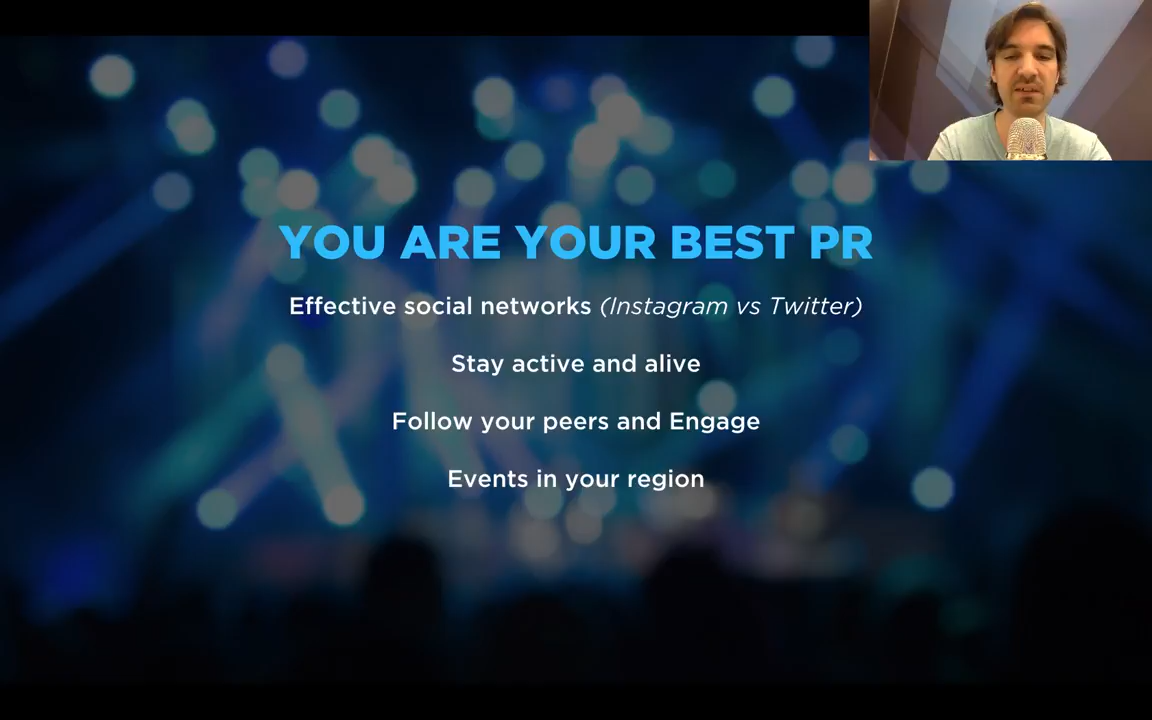 YOU ARE YOUR BEST PR
Effective social networks (Instagram vs Twitter)
Stay active and alive
Follow your peers and Engage
Events in your region